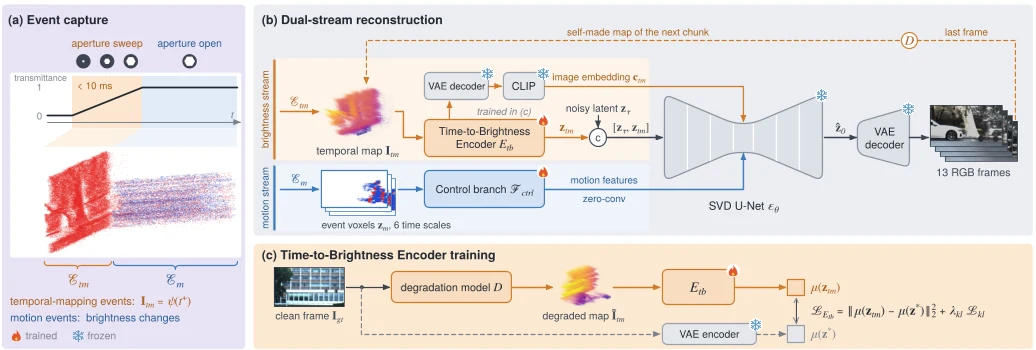 (a) Event capture
aperture sweep
aperture open
transmittance
1
< 10 ms
0
t
ℰtm
ℰm
temporal-mapping events: Itm = ψ(t⁺)
motion events: brightness changes
trained
frozen
(b) Dual-stream reconstruction
self-made map of the next chunk
D
last frame
brightness stream
ℰtm
temporal map Itm
VAE decoder
CLIP
image embedding ctm
trained in (c)
Time-to-Brightness
Encoder Etb
ztm
noisy latent zτ
c
[zτ, ztm]
motion stream
ℰm
event voxels zm, 6 time scales
Control branch ℱctrl
motion features
zero-conv
SVD U-Net εθ
ẑ0
VAE
decoder
13 RGB frames
(c) Time-to-Brightness Encoder training
clean frame Igt
degradation model D
degraded map Ĩtm
Etb
VAE encoder
μ(ztm)
μ(z*)
ℒEtb = ‖ μ(ztm) − μ(z*) ‖₂² + λkl ℒkl